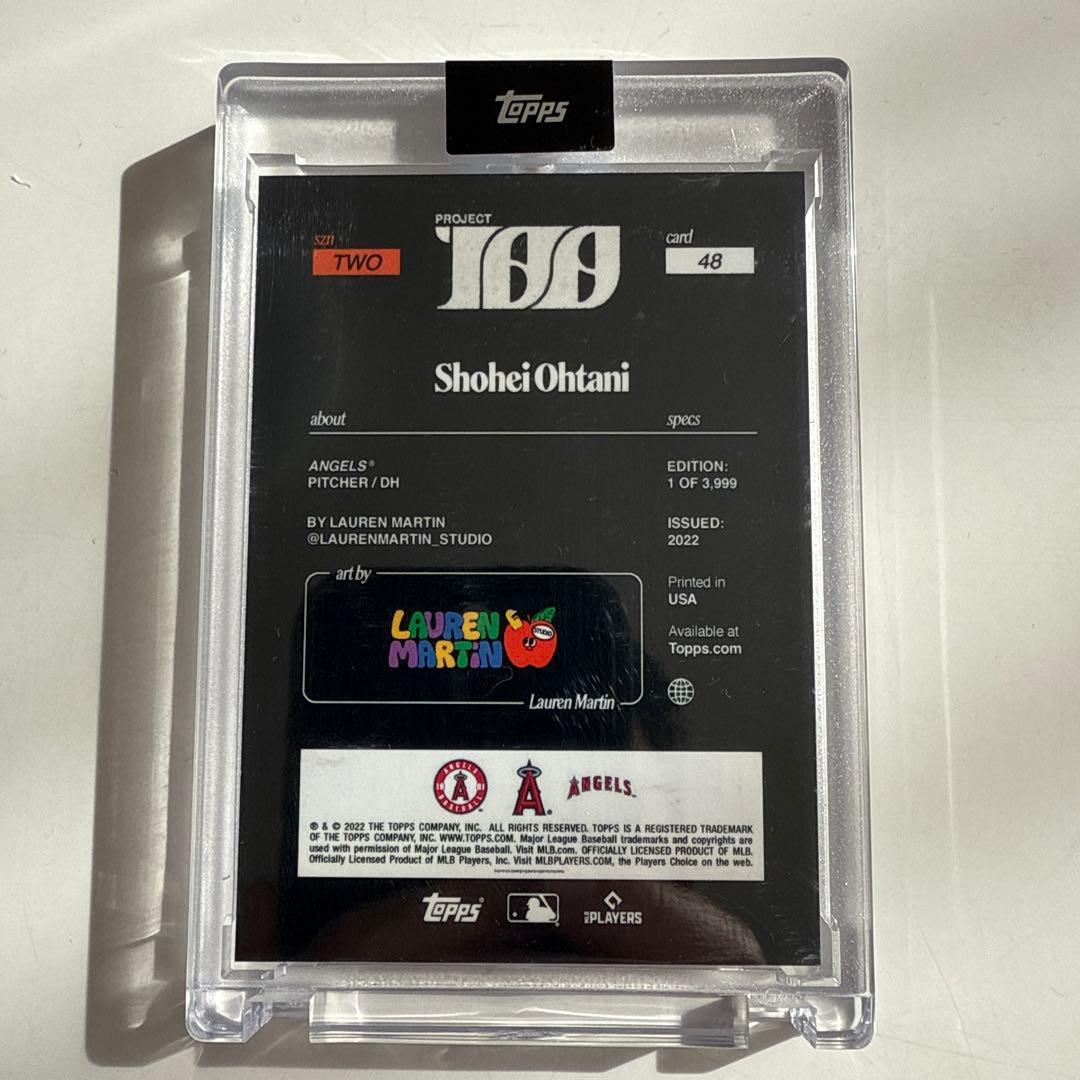 Topps
PROJECT
100
szn
TWO
card
48
Shohei Ohtani
about
specs
ANGELS®
PITCHER / DH
EDITION:
1 OF 3,999
BY LAUREN MARTIN
@LAURENMARTIN_STUDIO
ISSUED:
2022
art by
LAUREN
MARTiN
STUDIO
Lauren Martin
Printed in
USA
Available at
Topps.com
ANGELS
BASEBALL
A
A
ANGELS
® & © 2022 THE TOPPS COMPANY, INC. ALL RIGHTS RESERVED. TOPPS IS A REGISTERED TRADEMARK
OF THE TOPPS COMPANY, INC. WWW.TOPPS.COM. Major League Baseball trademarks and copyrights are
used with permission of Major League Baseball. Visit MLB.com. OFFICIALLY LICENSED PRODUCT OF MLB.
Officially Licensed Product of MLB Players, Inc. Visit MLBPLAYERS.COM, the Players Choice on the web.
Topps®
MLB PLAYERS